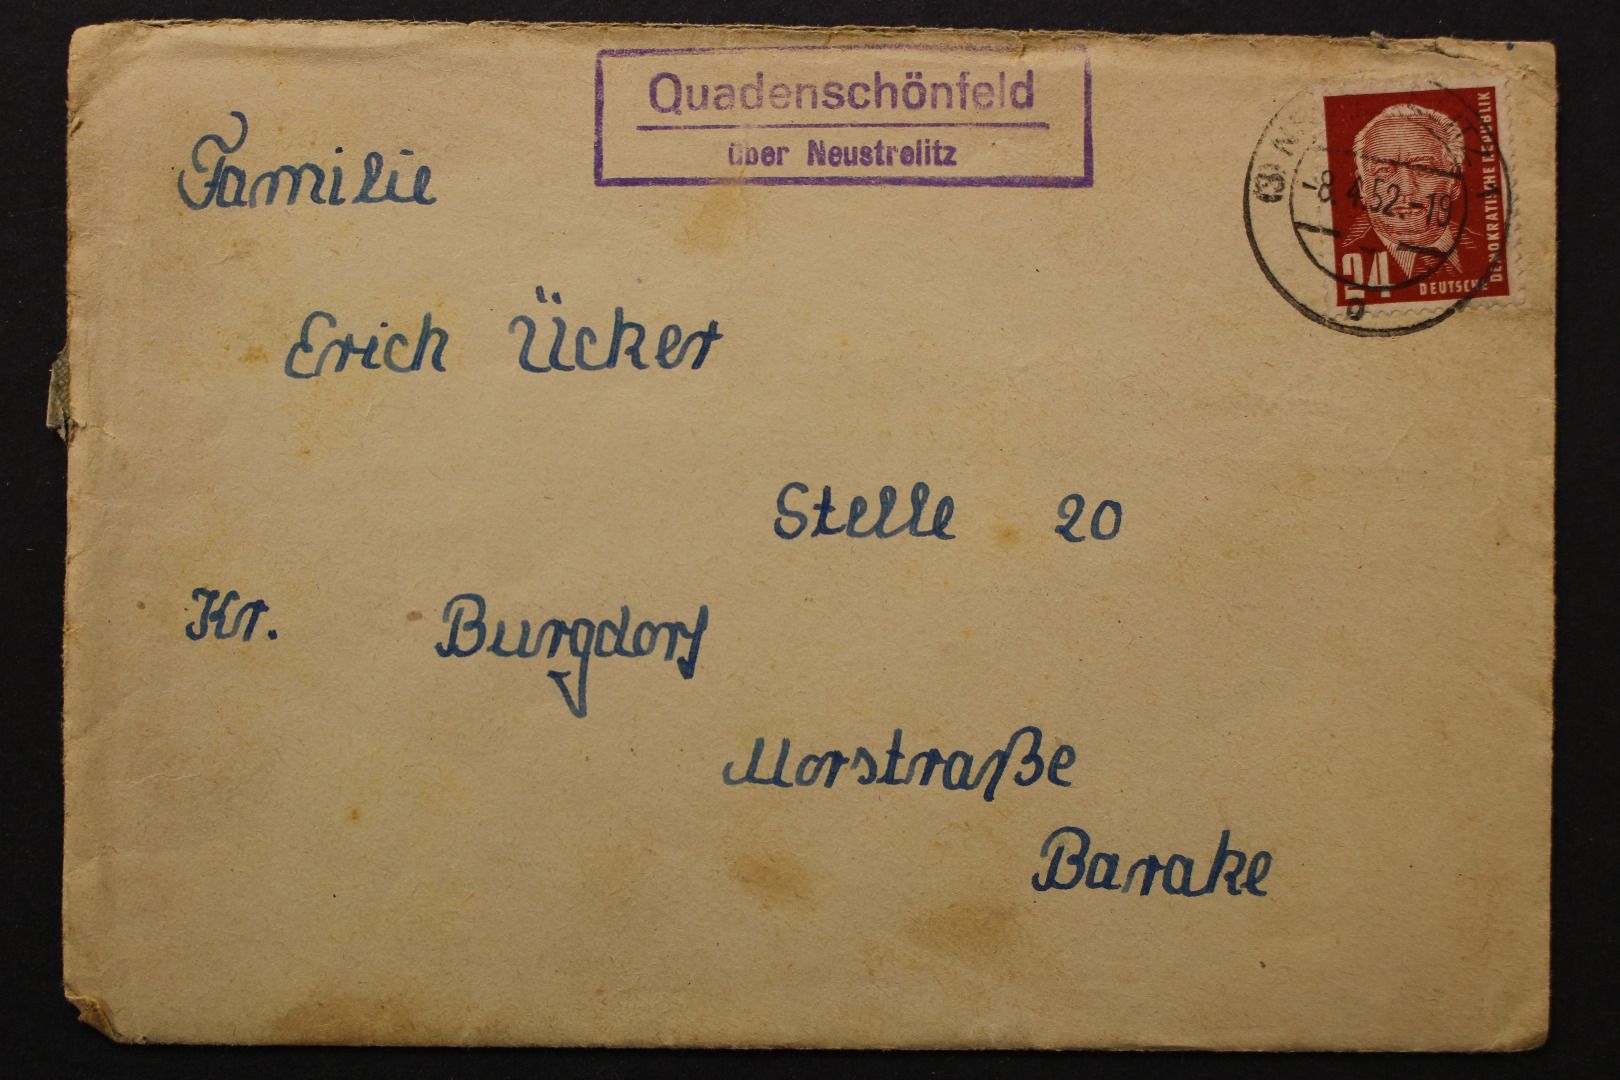 Quadenschönfeld
über Neustrelitz
8.4.52.-19
24
DEUTSCHE
DEMOKRATISCHE REPUBLIK
Familie
Erich Ücker
Stelle 20
Kr. Burgdorf
Morstraße
Barake